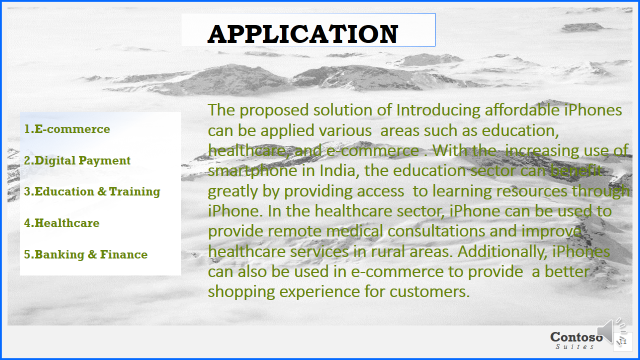 APPLICATION
1.E-commerce
2.Digital Payment
3.Education & Training
4.Healthcare
5.Banking & Finance
The proposed solution of Introducing affordable iPhones
can be applied various areas such as education,
healthcare, and e-commerce . With the increasing use of
smartphone in India, the education sector can benefit
greatly by providing access to learning resources through
iPhone. In the healthcare sector, iPhone can be used to
provide remote medical consultations and improve
healthcare services in rural areas. Additionally, iPhones
can also be used in e-commerce to provide a better
shopping experience for customers.
Contoso
Suites